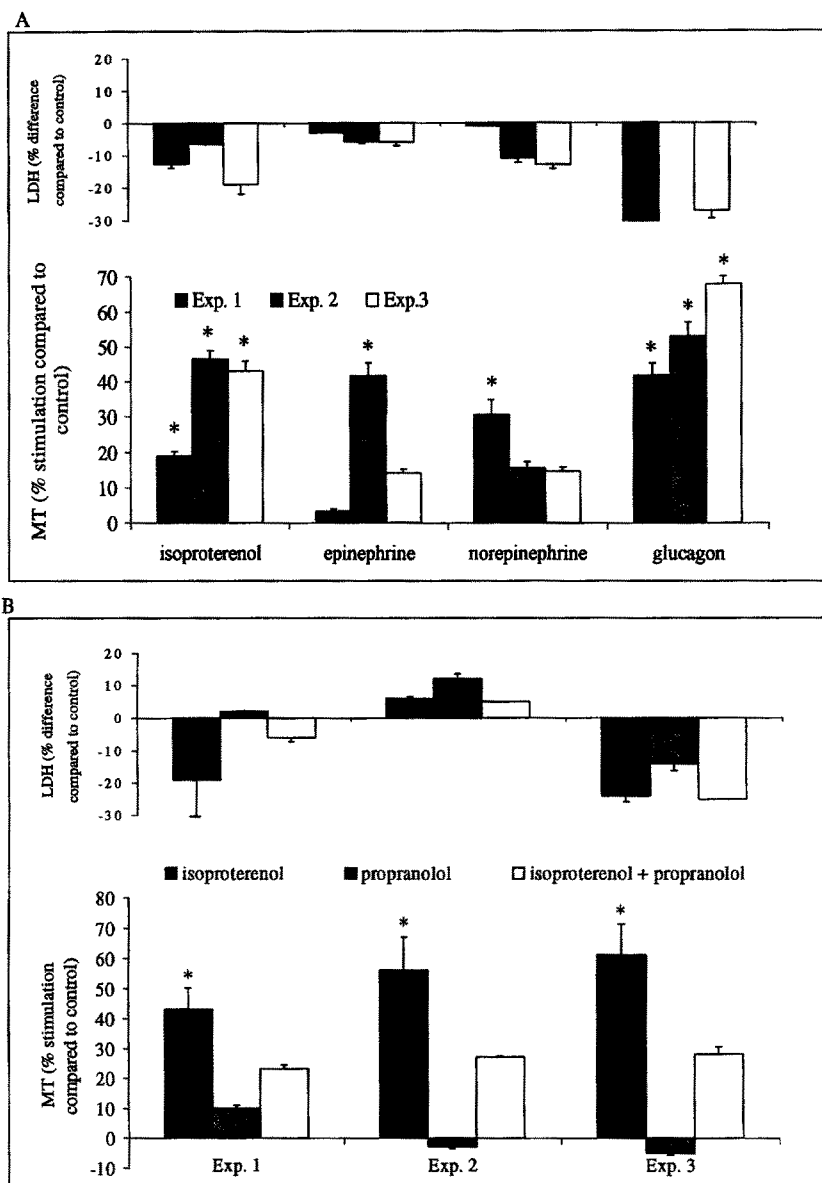 A
LDH (% difference
compared to control)
20
10
0
-10
-20
-30
MT (% stimulation compared to
control)
70
60
50
40
30
20
10
0
Exp. 1 Exp. 2 Exp.3
* * * * * * * *
isoproterenol epinephrine norepinephrine glucagon
B
LDH (% difference
compared to control)
20
10
0
-10
-20
-30
isoproterenol propranolol isoproterenol + propranolol
MT (% stimulation
compared to control)
80
70
60
50
40
30
20
10
0
-10
* * *
Exp. 1 Exp. 2 Exp. 3